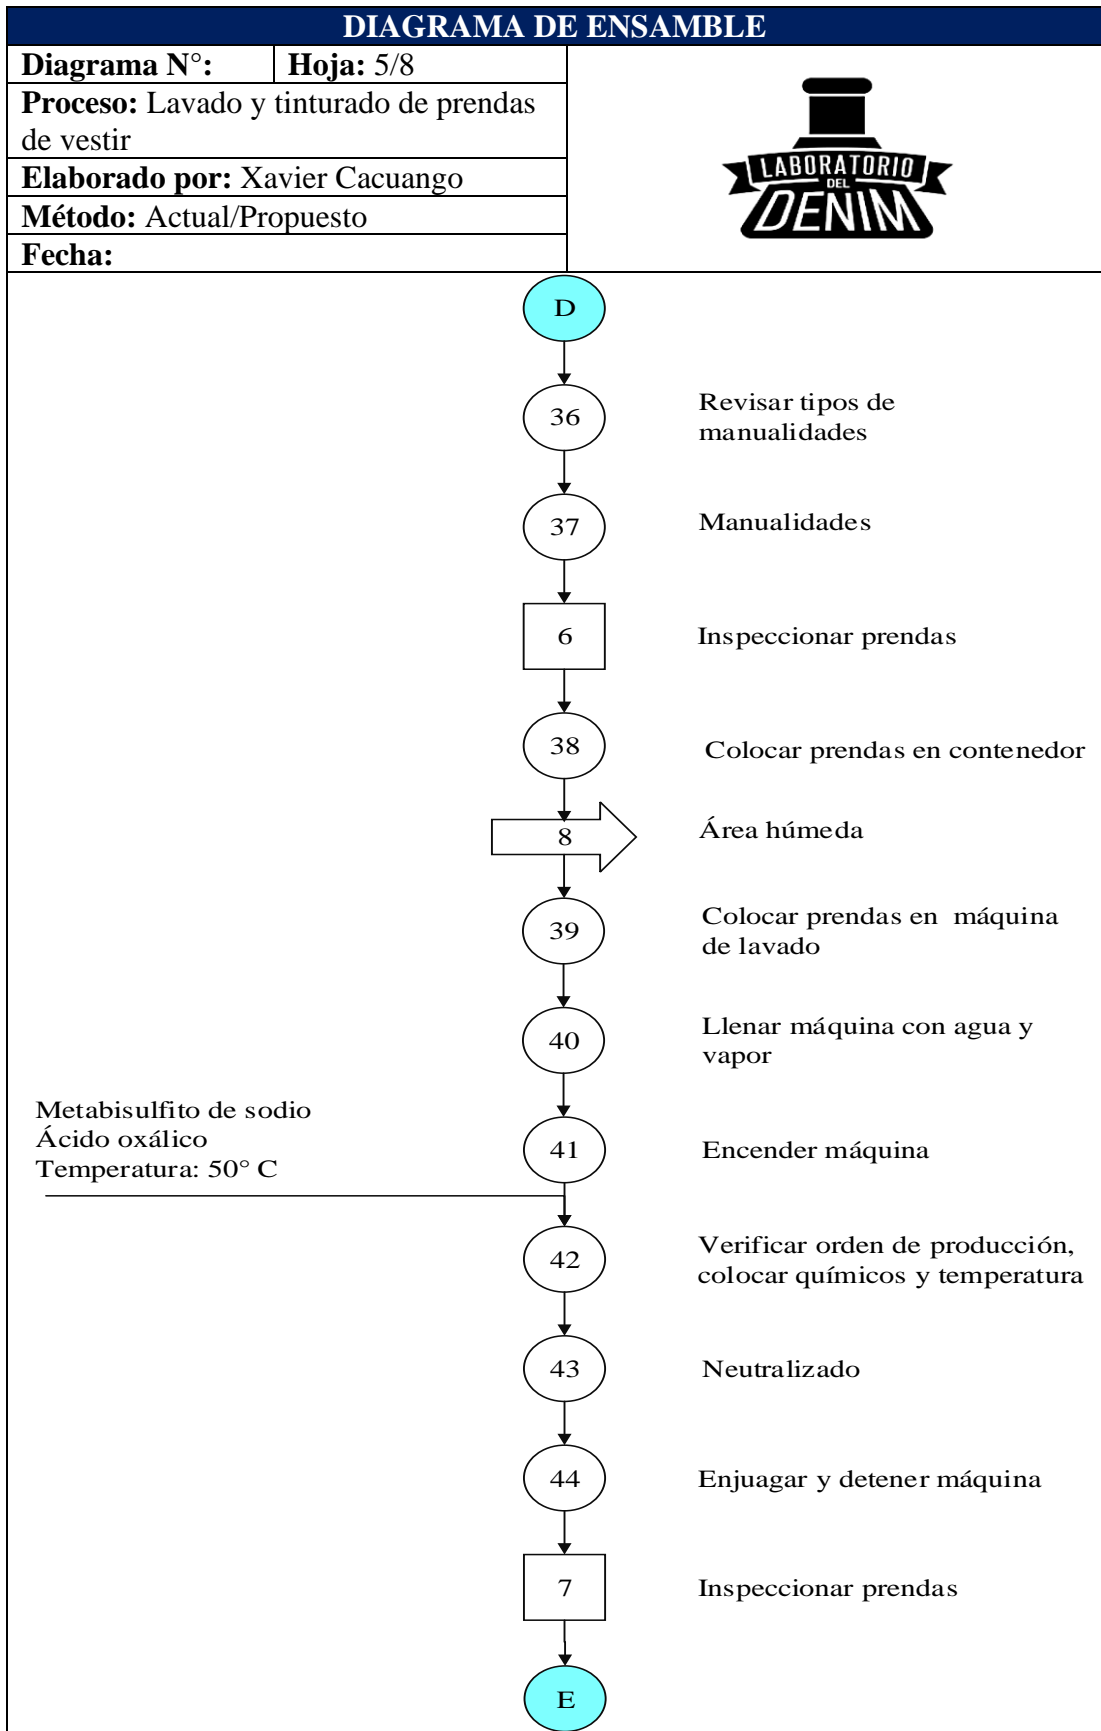 DIAGRAMA DE ENSAMBLE
Diagrama N°: Hoja: 5/8
Proceso: Lavado y tinturado de prendas
de vestir
Elaborado por: Xavier Cacuango
Método: Actual/Propuesto
Fecha:
LABORATORIO
DEL
DENIM
D
36
Revisar tipos de
manualidades
37
Manualidades
6
Inspeccionar prendas
38
Colocar prendas en contenedor
8
Área húmeda
39
Colocar prendas en máquina
de lavado
40
Llenar máquina con agua y
vapor
Metabisulfito de sodio
Ácido oxálico
Temperatura: 50° C
41
Encender máquina
42
Verificar orden de producción,
colocar químicos y temperatura
43
Neutralizado
44
Enjuagar y detener máquina
7
Inspeccionar prendas
E